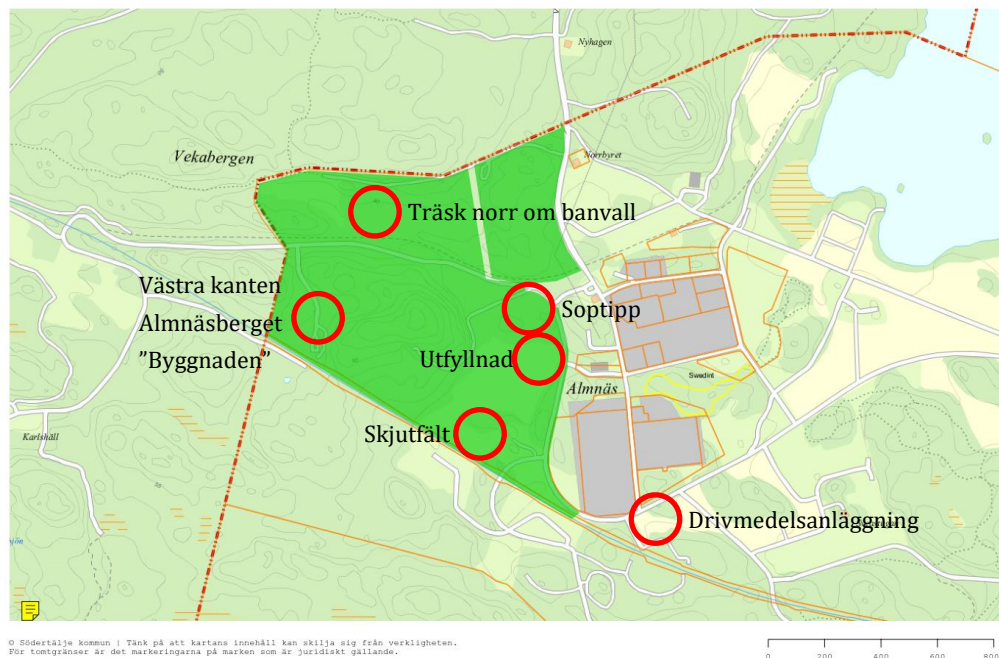 Nyhagen
Vekabergen
Norrbyret
Träsk norr om banvall
Västra kanten
Almnäsberget
”Byggnaden”
Soptipp
Utfyllnad
Swedint
Almnäs
Skjutfält
Karlshäll
Drivmedelsanläggning
© Södertälje kommun | Tänk på att kartans innehåll kan skilja sig från verkligheten.
För tomtgränser är det markeringarna på marken som är juridiskt gällande.
0 200 400 600 800